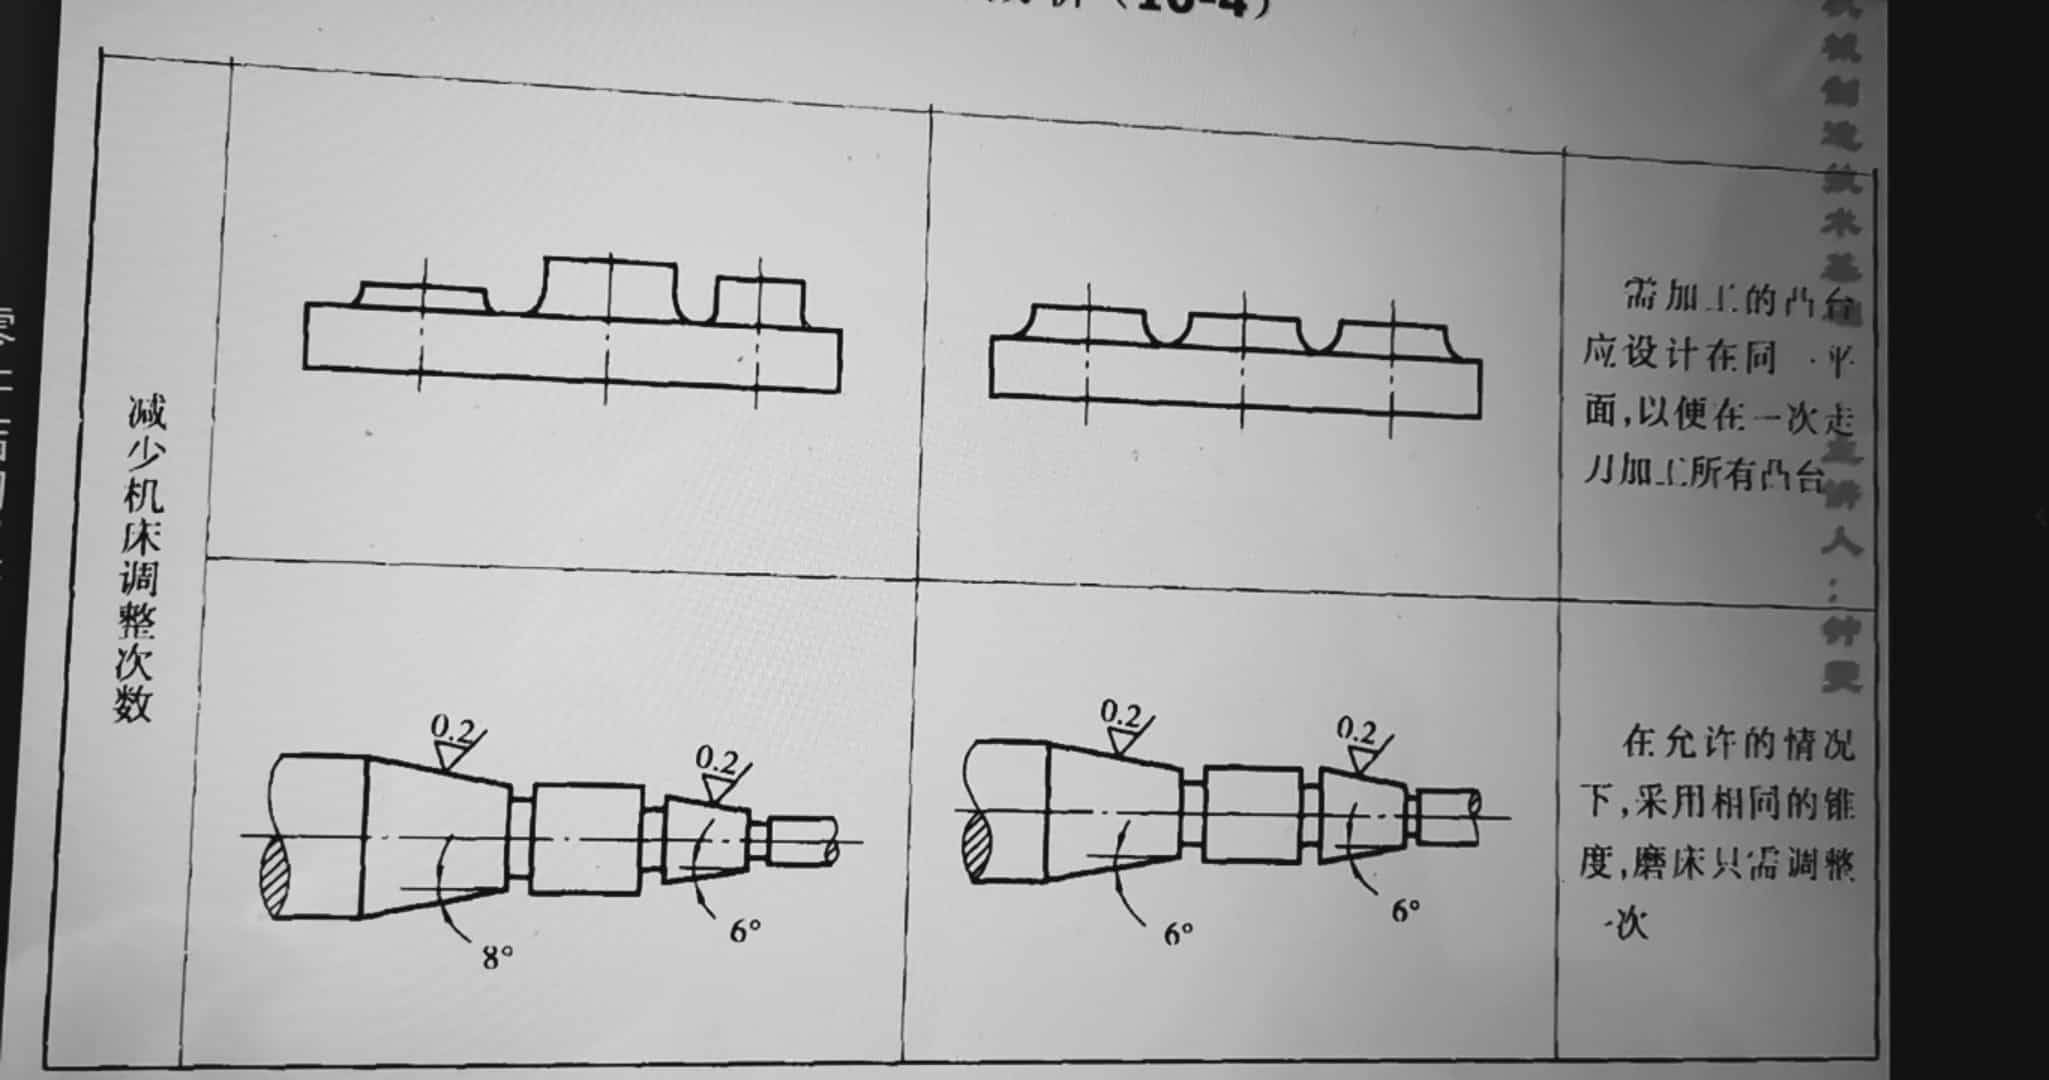 (16-4)
减少机床调整次数
需加工的凸台
应设计在同一平
面,以便在一次走
刀加工所有凸台
0.2
0.2
8°
6°
0.2
0.2
6°
6°
在允许的情况
下,采用相同的锥
度,磨床只需调整
一次